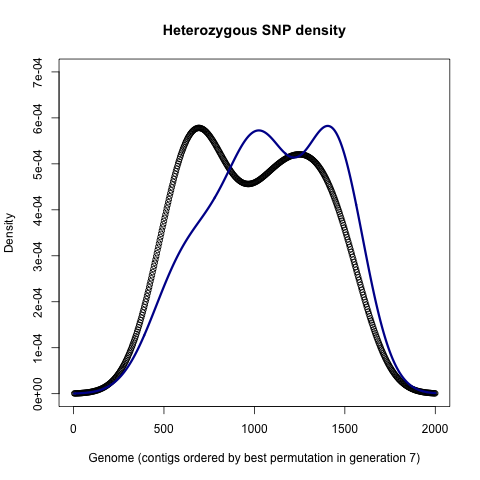 Heterozygous SNP density
Density
7e-04
6e-04
5e-04
4e-04
3e-04
2e-04
1e-04
0e+00
0 500 1000 1500 2000
Genome (contigs ordered by best permutation in generation 7)